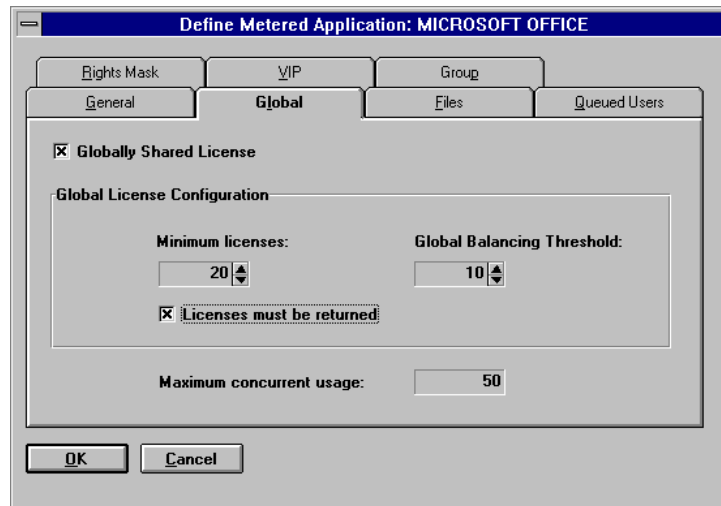 Define Metered Application: MICROSOFT OFFICE
Rights Mask VIP Group
General Global Files Queued Users
Globally Shared License
Global License Configuration
Minimum licenses: Global Balancing Threshold:
20 10
Licenses must be returned
Maximum concurrent usage: 50
OK Cancel